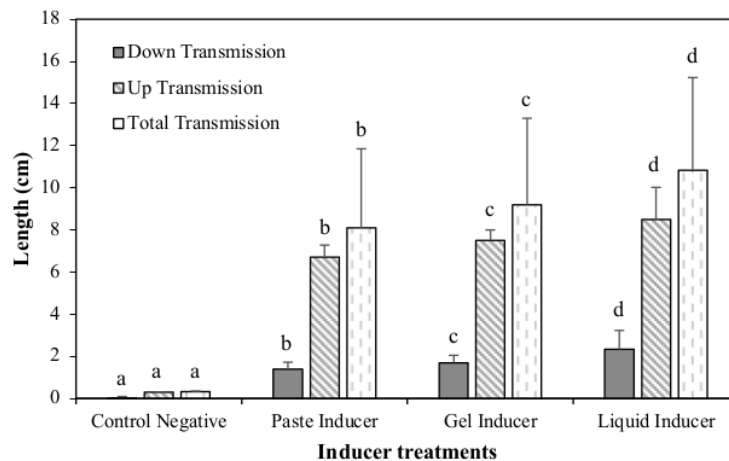 18
16
14
12
10
8
6
4
2
0
Length (cm)
Down Transmission
Up Transmission
Total Transmission
a a a
b b b
c c c
d d d
Control Negative Paste Inducer Gel Inducer Liquid Inducer
Inducer treatments